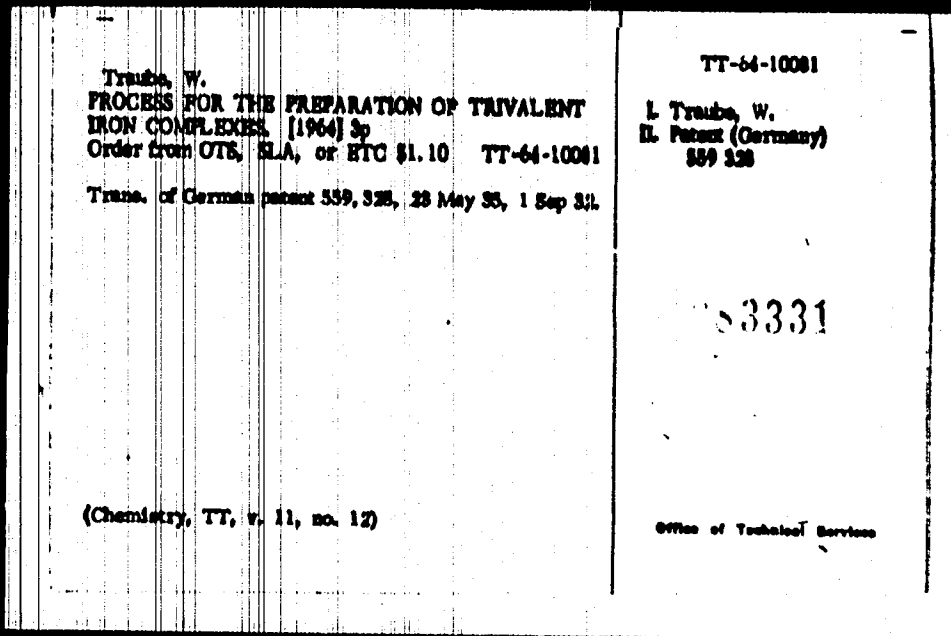 Traube, W.
PROCESS FOR THE PREPARATION OF TRIVALENT
IRON COMPLEXES. [1964] 3p
Order from OTS, SLA, or ETC $1.10 TT-64-10081
Trans. of German patent 559,328, 28 May 35, 1 Sep
(Chemistry, TT, v. 11, no. 12)
TT-64-10081
I. Traube, W.
II. Patent (Germany)
559 328
3331
Office of Technical Services